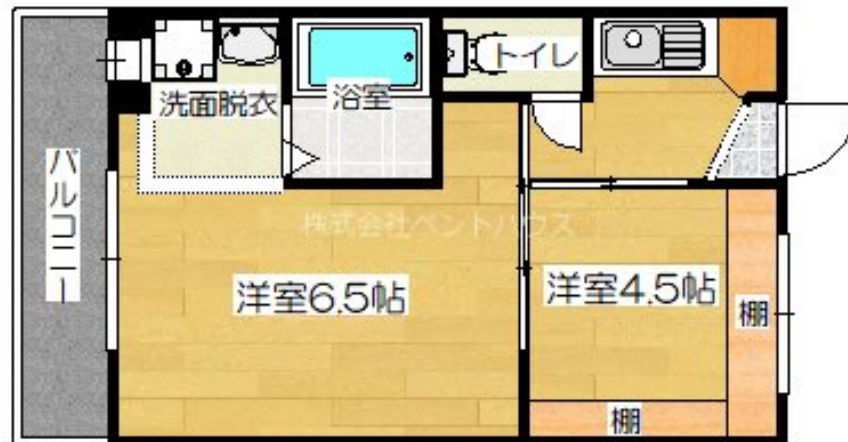 トイレ
洗面脱衣
浴室
バルコニー
株式会社ペントハウス
洋室6.5帖
洋室4.5帖
棚
棚